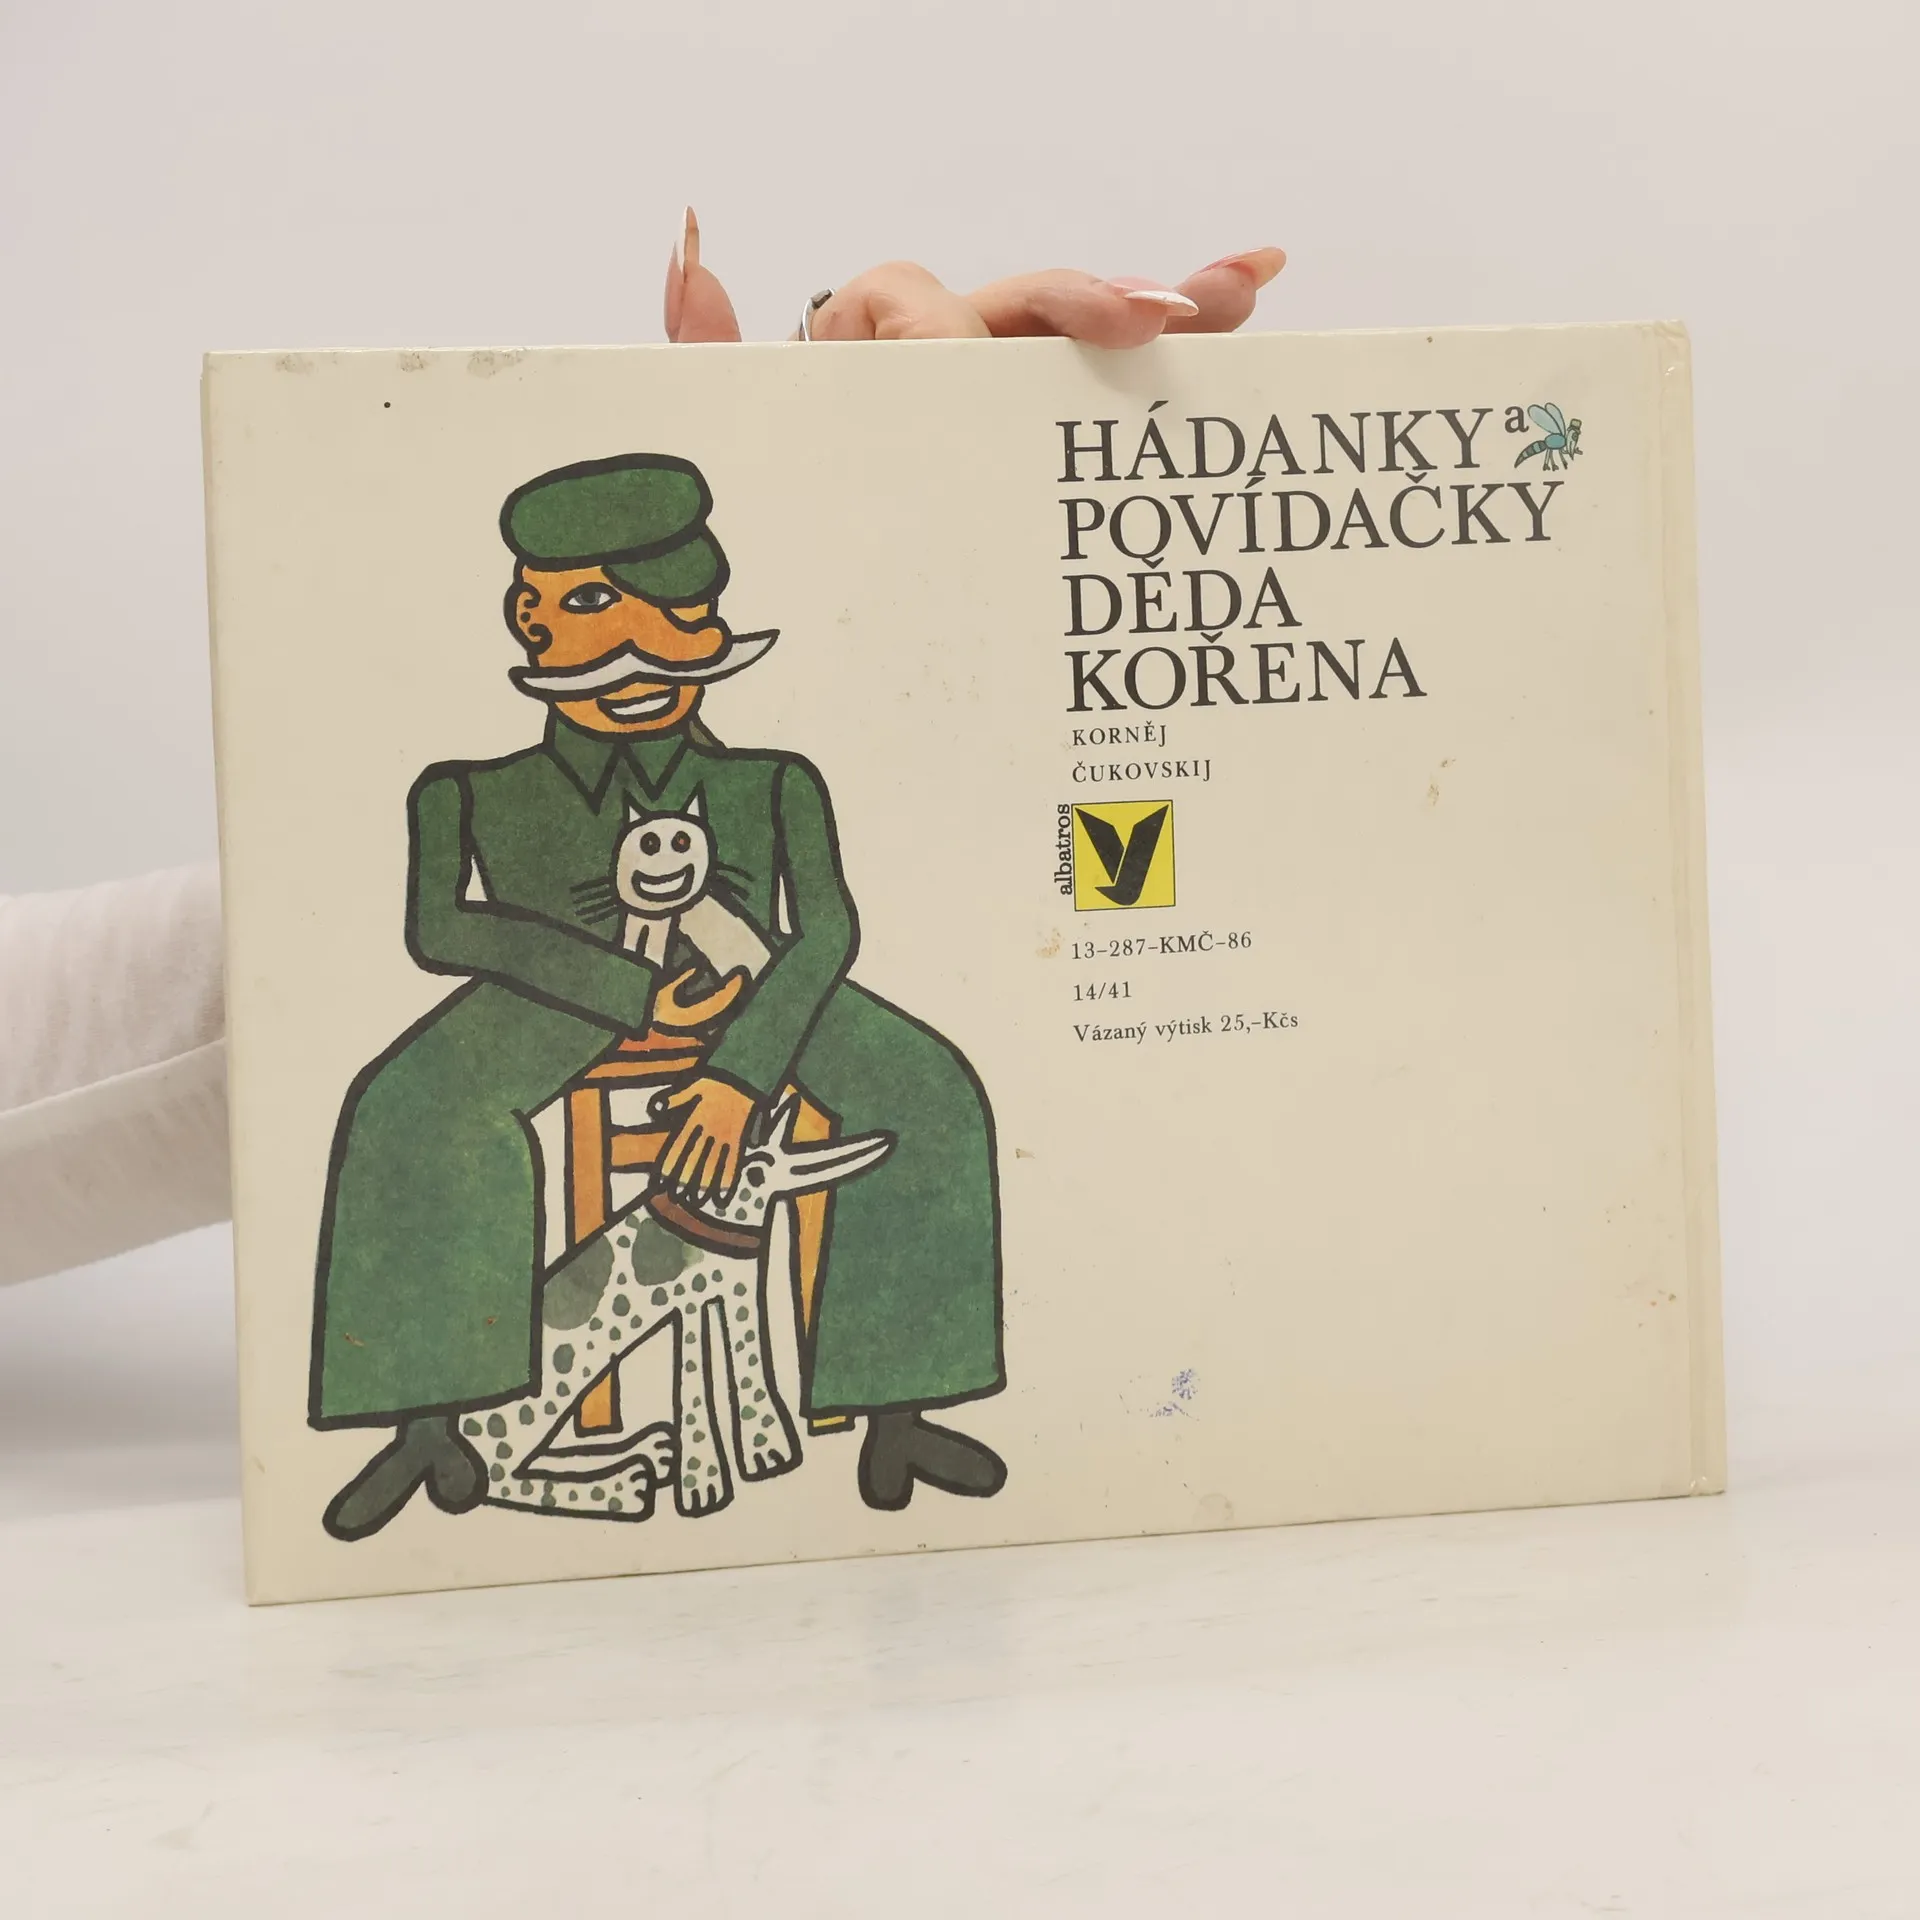 HÁDANKY a
POVÍDAČKY
DĚDA
KOŘENA
KORNĚJ
ČUKOVSKIJ
albatros
13-287-KMČ-86
14/41
Vázaný výtisk 25,-Kčs